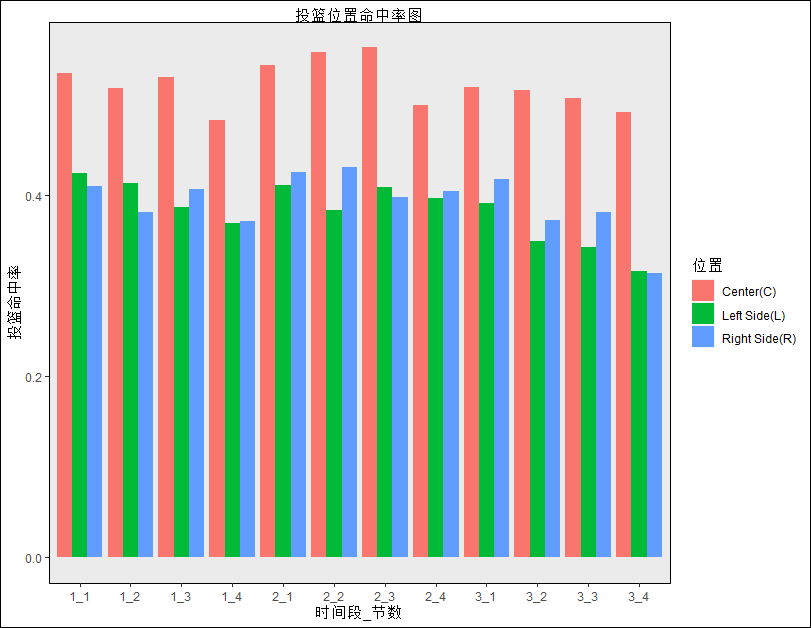 投篮位置命中率图
投篮命中率
0.4
0.2
0.0
1_1 1_2 1_3 1_4 2_1 2_2 2_3 2_4 3_1 3_2 3_3 3_4
时间段_节数
位置
Center(C)
Left Side(L)
Right Side(R)